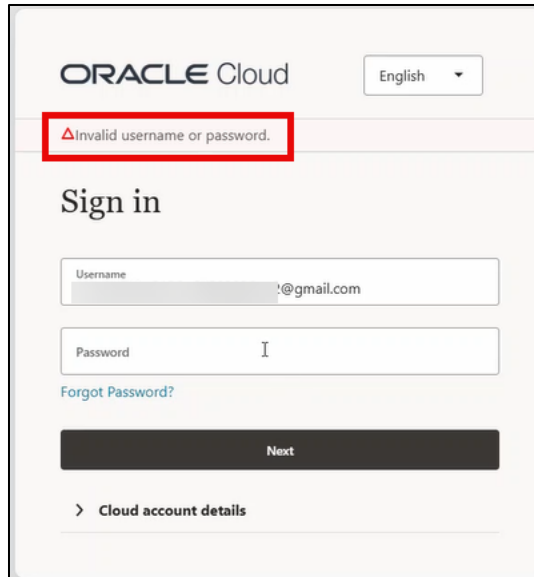 ORACLE Cloud
English
Invalid username or password.
Sign in
Username
@gmail.com
Password
Forgot Password?
Next
Cloud account details